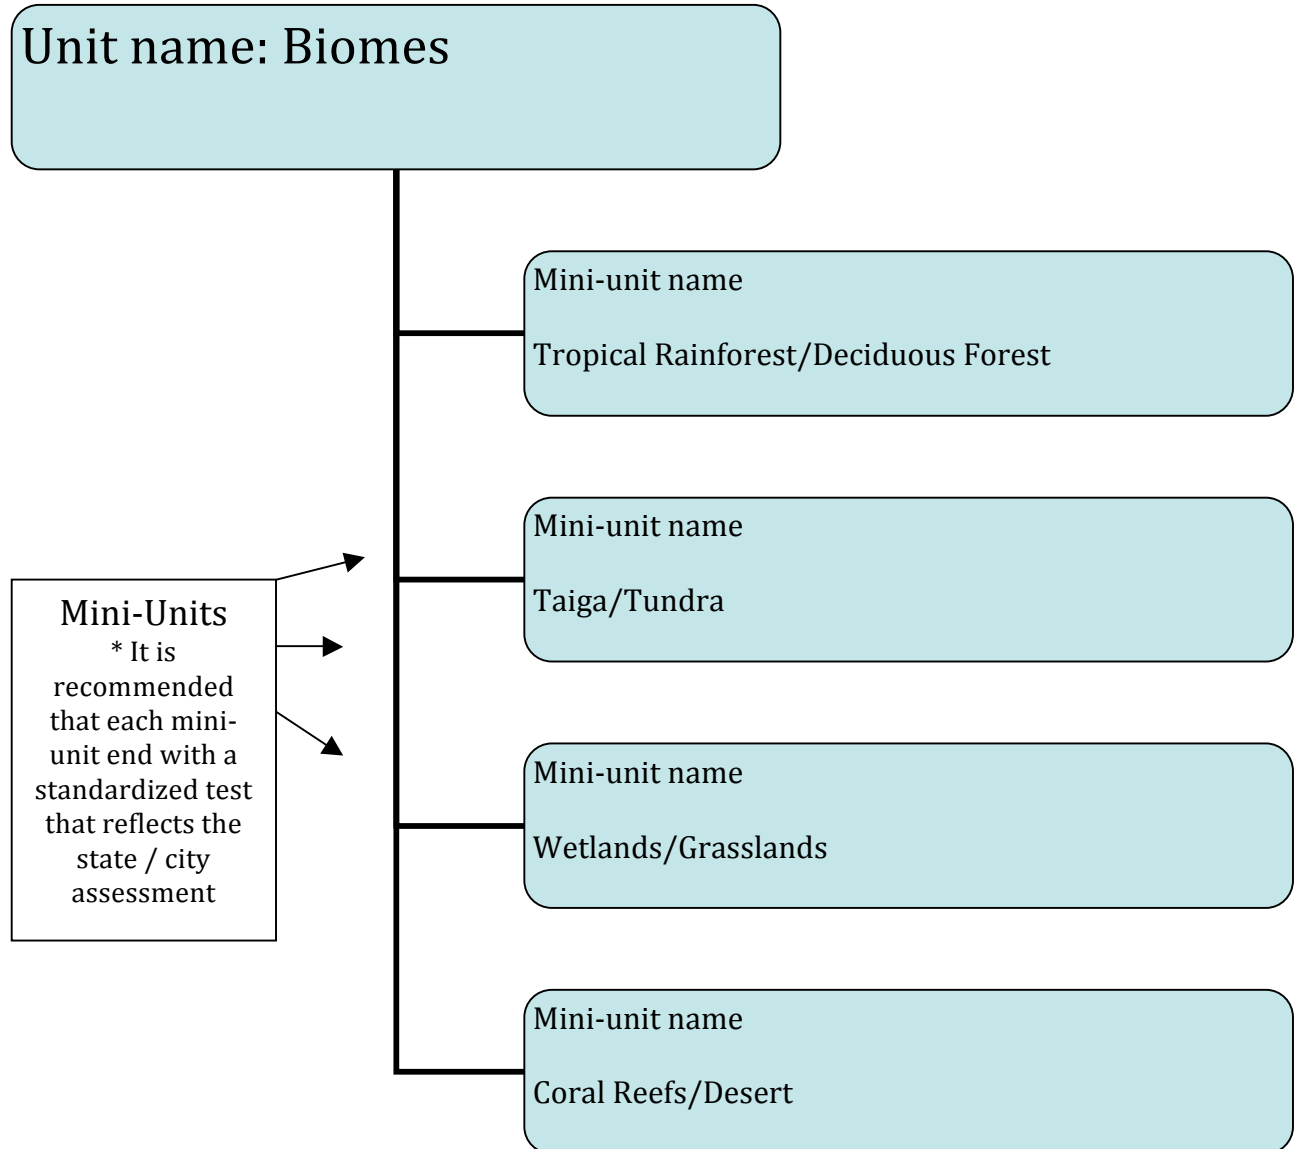 Unit name: Biomes
Mini-unit name
Tropical Rainforest/Deciduous Forest
Mini-unit name
Taiga/Tundra
Mini-Units
* It is
recommended
that each mini-
unit end with a
standardized test
that reflects the
state / city
assessment
Mini-unit name
Wetlands/Grasslands
Mini-unit name
Coral Reefs/Desert